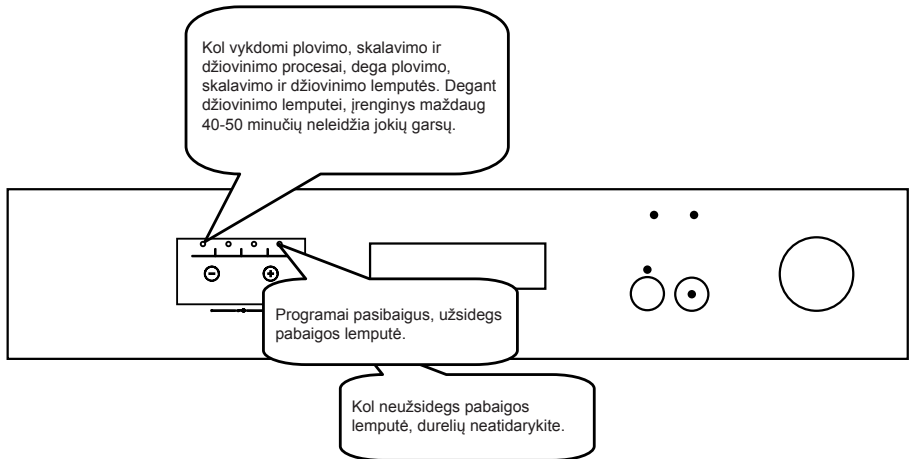 Kol vykdomi plovimo, skalavimo ir
džiovinimo procesai, dega plovimo,
skalavimo ir džiovinimo lemputės. Degant
džiovinimo lemputei, įrenginys maždaug
40-50 minučių neleidžia jokių garsų.
Programai pasibaigus, užsidegs
pabaigos lemputė.
Kol neužsidegs pabaigos
lemputė, durelių neatidarykite.